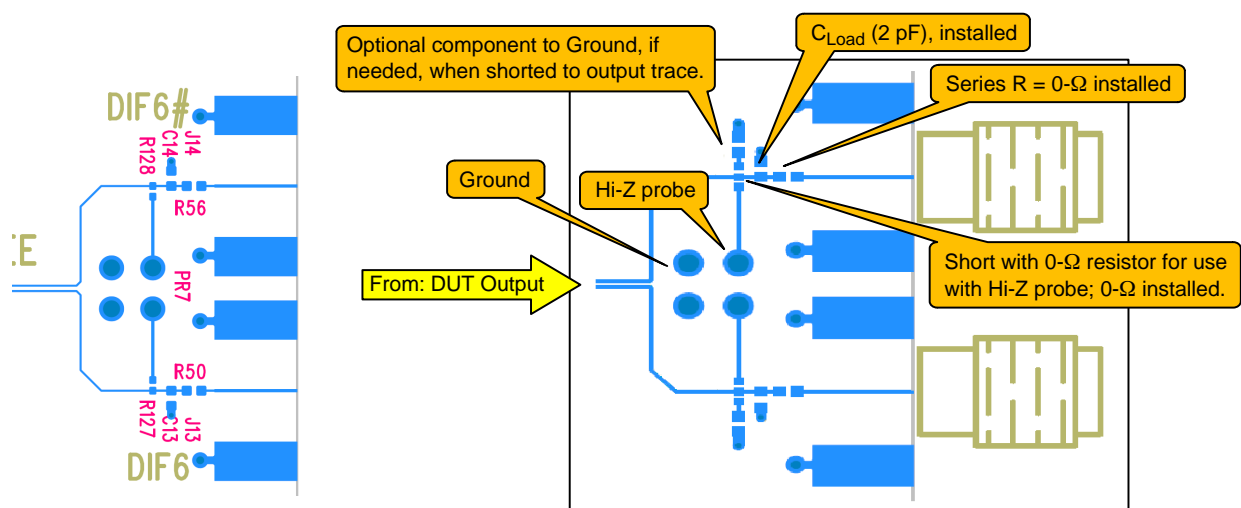 DIF6#
J14
C14
R128
R56
EE
PR7
R50
R127
C13
J13
DIF6
Optional component to Ground, if
needed, when shorted to output trace.
CLoad (2 pF), installed
Series R = 0-Ω installed
Ground
Hi-Z probe
From: DUT Output
Short with 0-Ω resistor for use
with Hi-Z probe; 0-Ω installed.